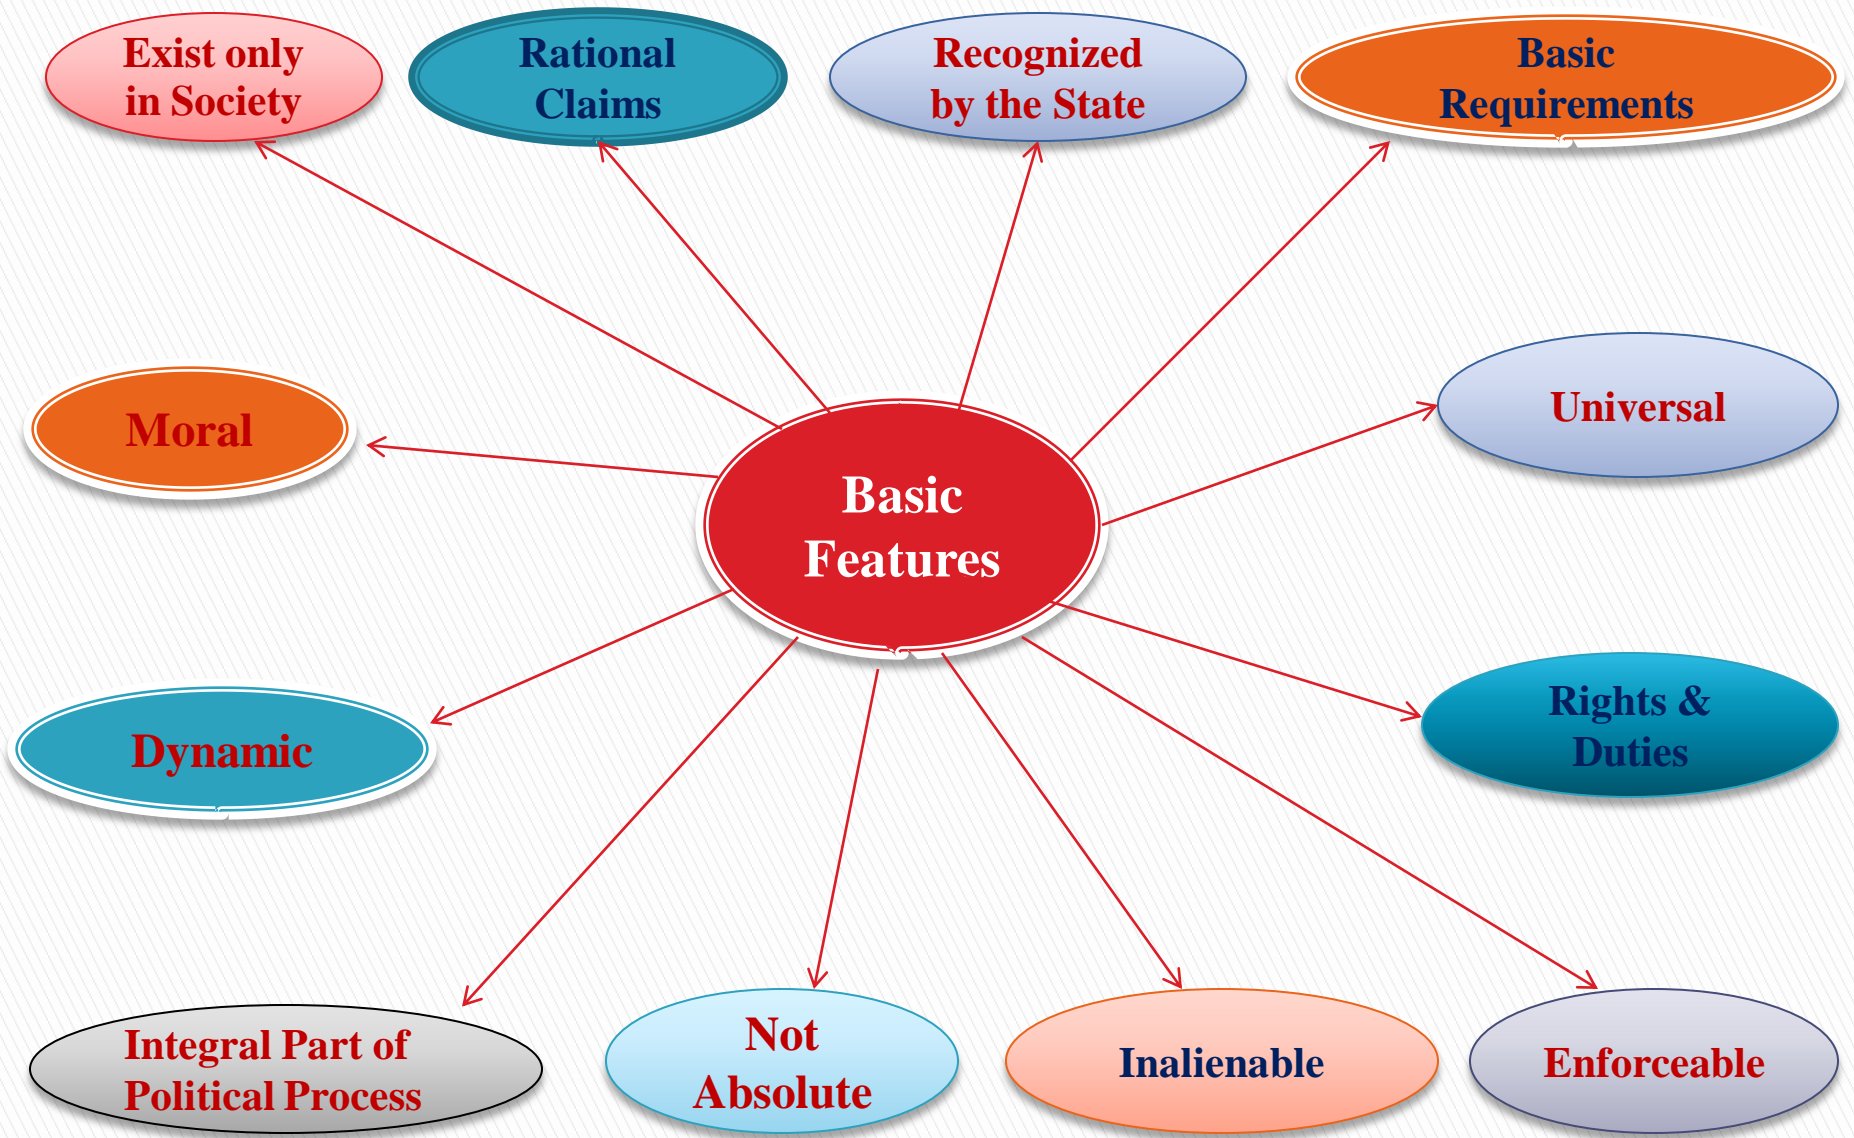 Exist only
in Society
Rational
Claims
Recognized
by the State
Basic
Requirements
Moral
Universal
Basic
Features
Dynamic
Rights &
Duties
Integral Part of
Political Process
Not
Absolute
Inalienable
Enforceable